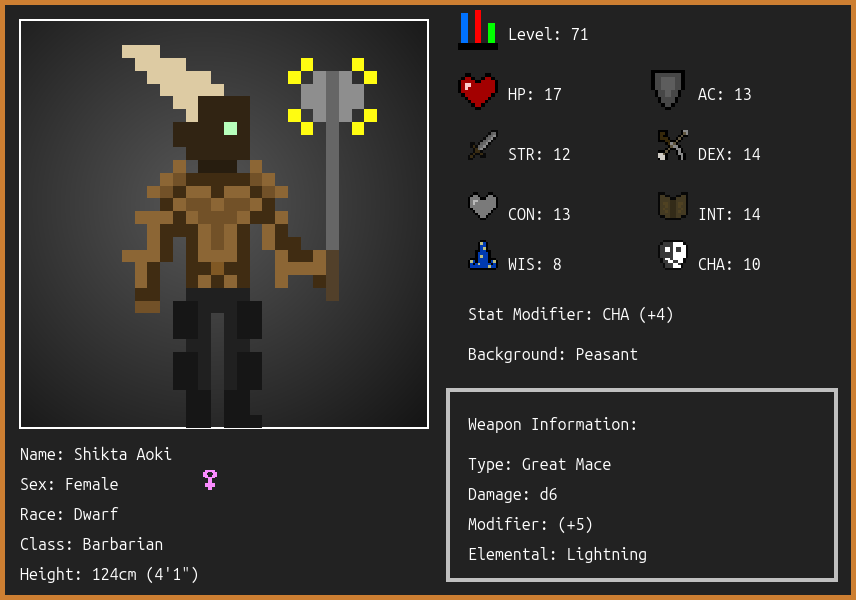 Level: 71
HP: 17
AC: 13
STR: 12
DEX: 14
CON: 13
INT: 14
WIS: 8
CHA: 10
Stat Modifier: CHA (+4)
Background: Peasant
Weapon Information:
Type: Great Mace
Damage: d6
Modifier: (+5)
Elemental: Lightning
Name: Shikta Aoki
Sex: Female
Race: Dwarf
Class: Barbarian
Height: 124cm (4'1")